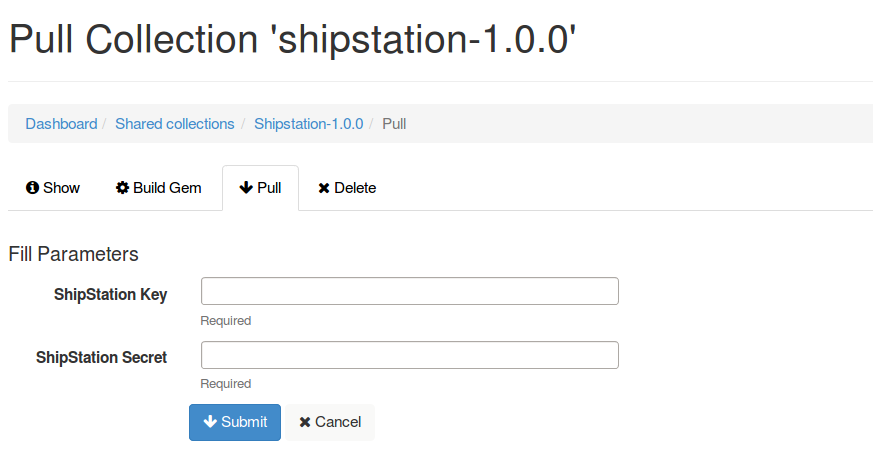 Pull Collection 'shipstation-1.0.0'
Dashboard / Shared collections / Shipstation-1.0.0 / Pull
Show Build Gem Pull Delete
Fill Parameters
ShipStation Key
Required
ShipStation Secret
Required
Submit Cancel